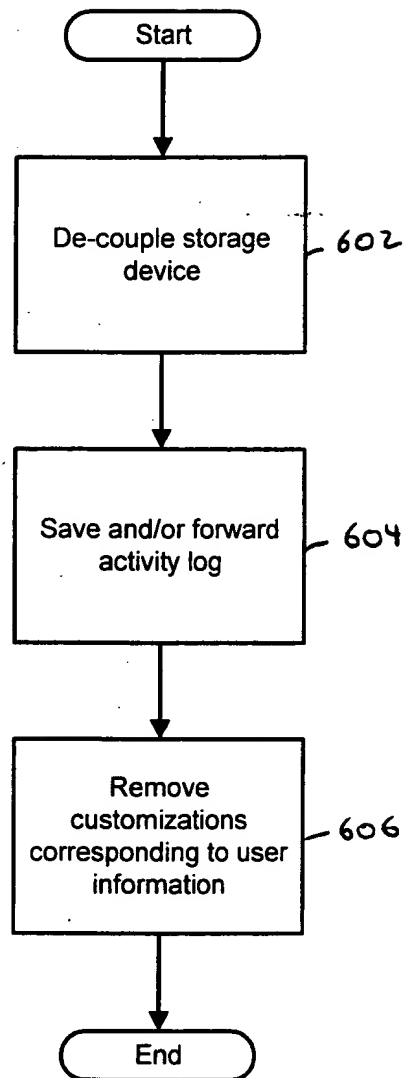 Start
De-couple storage
device
602
Save and/or forward
activity log
604
Remove
customizations
corresponding to user
information
606
End